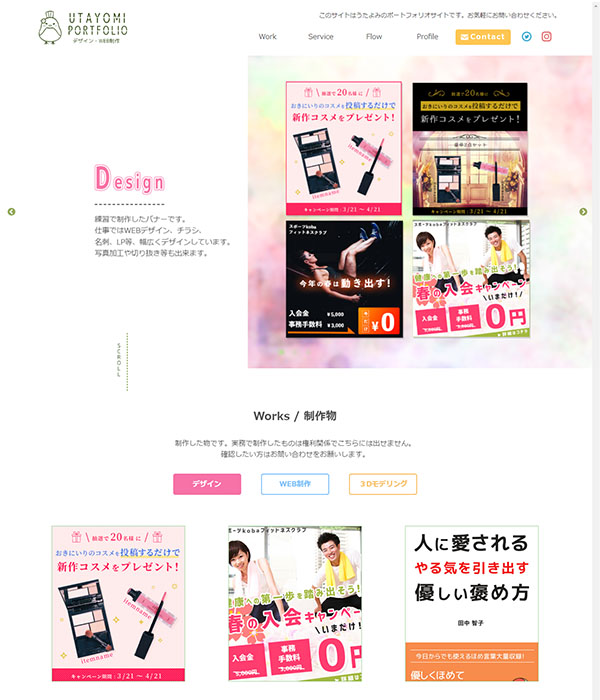 UTAYOMI
PORTFOLIO
デザイン・WEB制作
このサイトはうたよみのポートフォリオサイトです。お気軽にお問い合わせください。
Work
Service
Flow
Profile
Contact
Design
練習で制作したバナーです。
仕事ではWEBデザイン、チラシ、
名刺、LP等、幅広くデザインしています。
写真加工や切り抜き等も出来ます。
抽選で20名様に
おきにいりのコスメを投稿するだけで
新作コスメをプレゼント!
itemname
itemname
キャンペーン期間:3/21〜4/21
抽選で20名様に
おきにいりのコスメを投稿するだけで
新作コスメをプレゼント!
豪華2点セット
キャンペーン期間:3/21〜4/21
スポーツkoba
フィットネスクラブ
今年の春は動き出す!
入会金 ¥5,000
事務手数料 ¥3,000
¥0
スポーツkobaフィットネスクラブ
健康への第一歩を踏み出そう!
春の入会キャンペーン
いまだけ!
入会金
事務
手数料
0円
SCROLL
Works / 制作物
制作した物です。実務で制作したものは権利関係でこちらには出せません。
確認したい方はお問い合わせをお願いします。
デザイン
WEB制作
3Dモデリング
抽選で20名様に
おきにいりのコスメを投稿するだけで
新作コスメをプレゼント!
itemname
itemname
キャンペーン期間:3/21〜4/21
スポーツkobaフィットネスクラブ
健康への第一歩を踏み出そう!
春の入会キャンペーン
いまだけ!
入会金
事務
手数料
0円
人に愛される
やる気を引き出す
優しい褒め方
田中 智子
今日からでも使えるほめ言葉大量収録!
優しくほめて